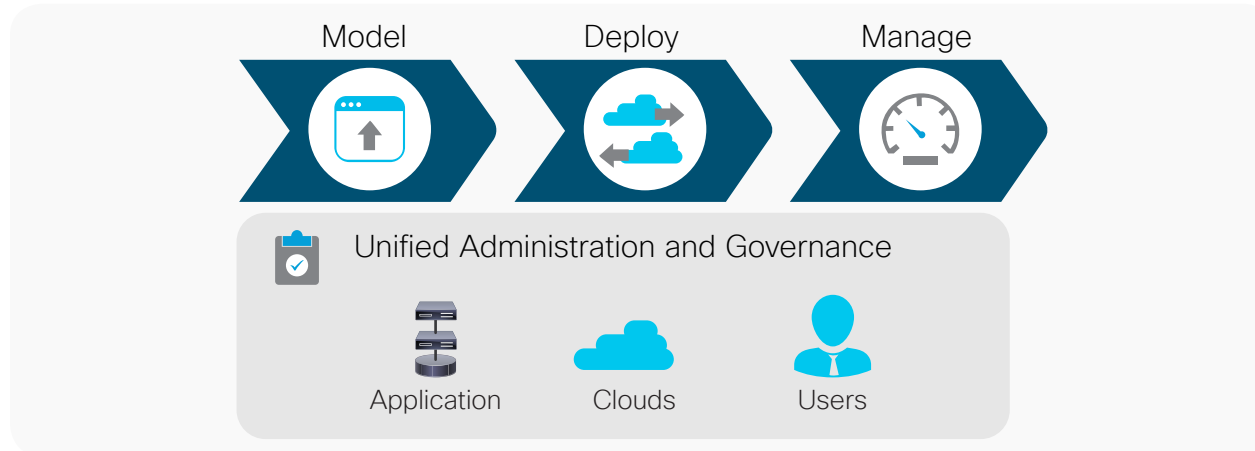 Model Deploy Manage
Unified Administration and Governance
Application Clouds Users